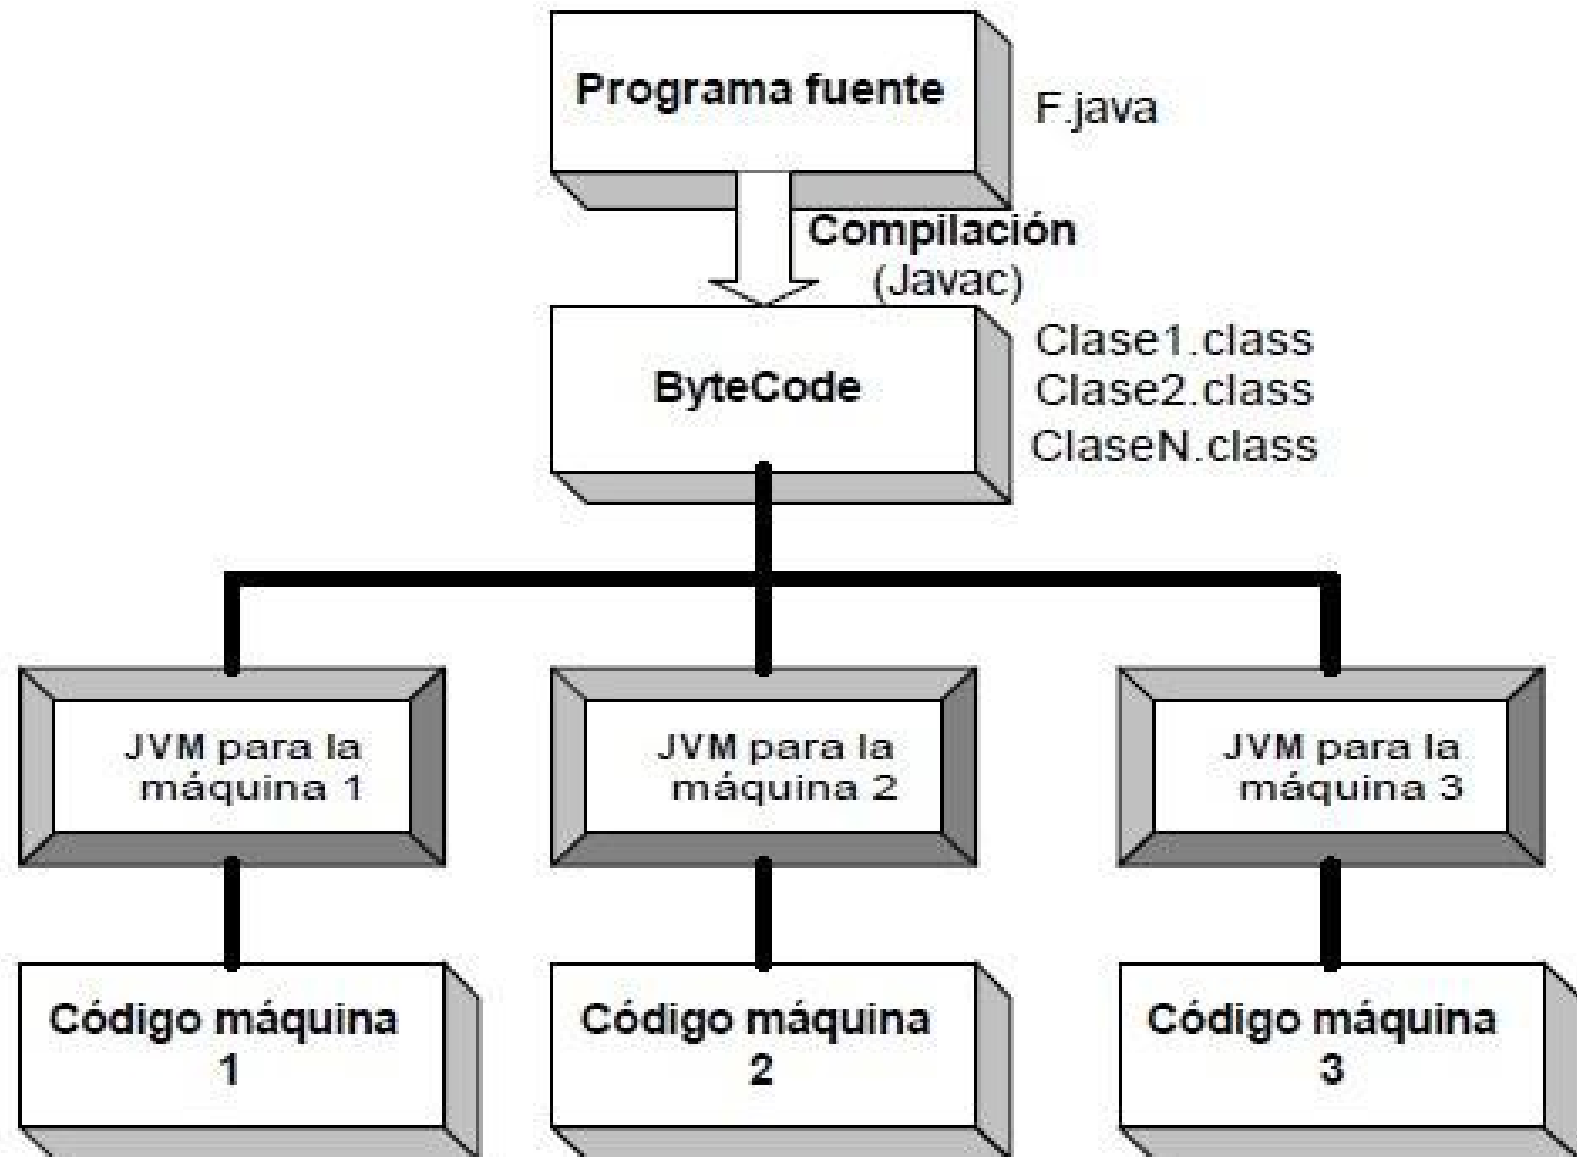 Programa fuente
F.java
Compilación
(Javac)
ByteCode
Clase1.class
Clase2.class
ClaseN.class
JVM para la
máquina 1
JVM para la
máquina 2
JVM para la
máquina 3
Código máquina
1
Código máquina
2
Código máquina
3